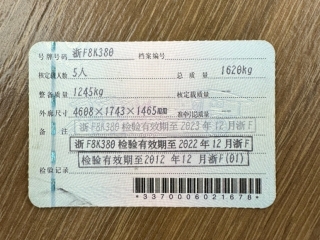 号牌号码 浙F8K380 档案编号
核定载人数 5人 总质量 1620kg
整备质量 1245kg 核定载质量
外廓尺寸 4608×1743×1465 准牵引总质量
备注 浙F8K380检验有效期至2023年12月浙F
浙F8K380检验有效期至2022年12月浙F
检验有效期至2012年12月浙F(01)
检验记录
*3370006021678*